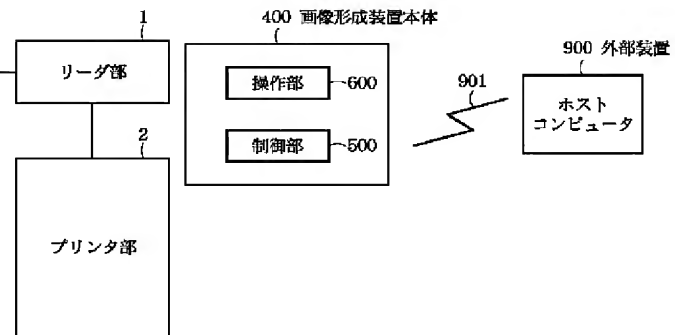 1
リーダ部
2
プリンタ部
400 画像形成装置本体
操作部
600
制御部
500
901
900 外部装置
ホスト
コンピュータ